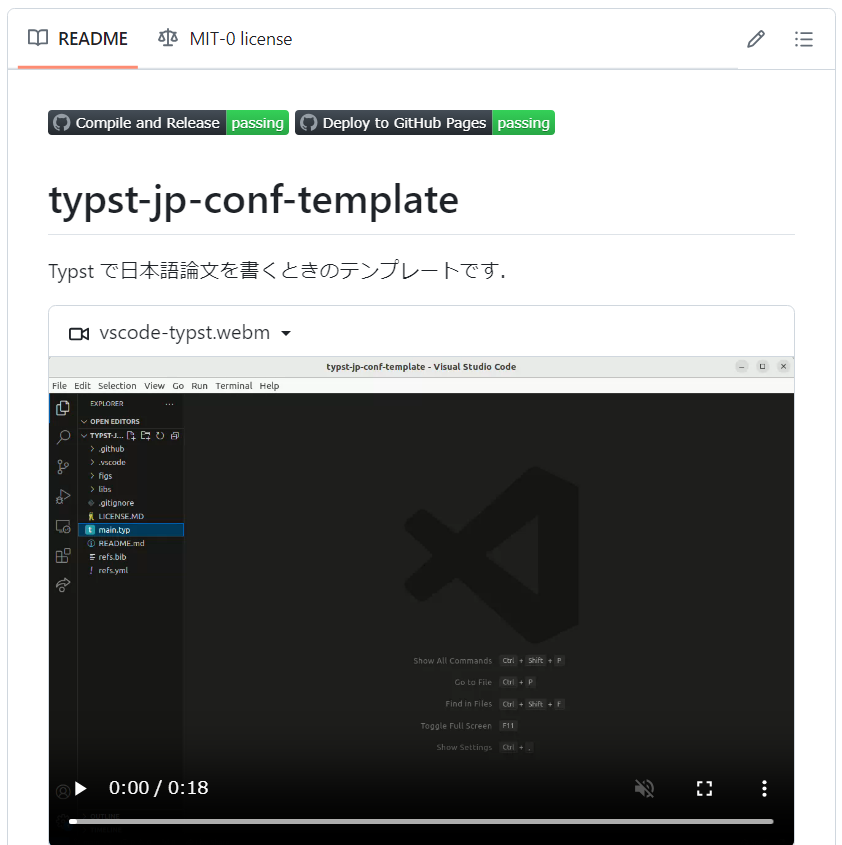 README MIT-0 license
Compile and Release passing Deploy to GitHub Pages passing
typst-jp-conf-template
Typst で日本語論文を書くときのテンプレートです.
vscode-typst.webm
typst-jp-conf-template - Visual Studio Code
File Edit Selection View Go Run Terminal Help
EXPLORER ...
OPEN EDITORS
TYPST-J...
.github
.vscode
figs
libs
.gitignore
LICENSE.MD
main.typ
README.md
refs.bib
refs.yml
Show All Commands Ctrl + Shift + P
Go to File Ctrl + P
Find in Files Ctrl + Shift + F
Toggle Full Screen F11
Show Settings Ctrl + ,
0:00 / 0:18
OUTLINE